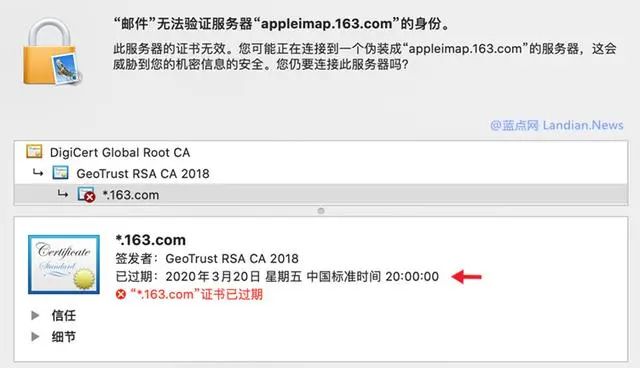 “邮件”无法验证服务器“appleimap.163.com”的身份。
此服务器的证书无效。您可能正在连接到一个伪装成“appleimap.163.com”的服务器，这会
威胁到您的机密信息的安全。您仍要连接此服务器吗?
@蓝点网 Landian.News
DigiCert Global Root CA
GeoTrust RSA CA 2018
*.163.com
Certificate
Standard
*.163.com
签发者：GeoTrust RSA CA 2018
已过期：2020年3月20日 星期五 中国标准时间 20:00:00
“*.163.com”证书已过期
信任
细节